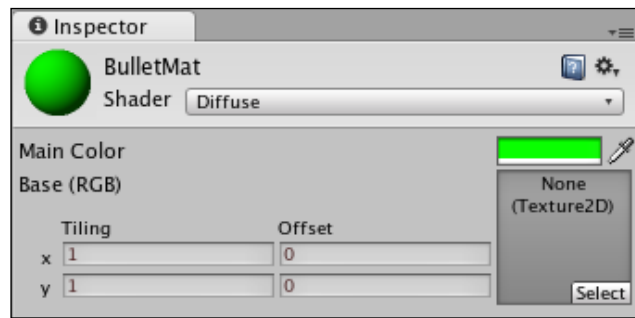 Inspector
BulletMat
Shader Diffuse
Main Color
Base (RGB)
None
(Texture2D)
Tiling Offset
x 1 0
y 1 0
Select